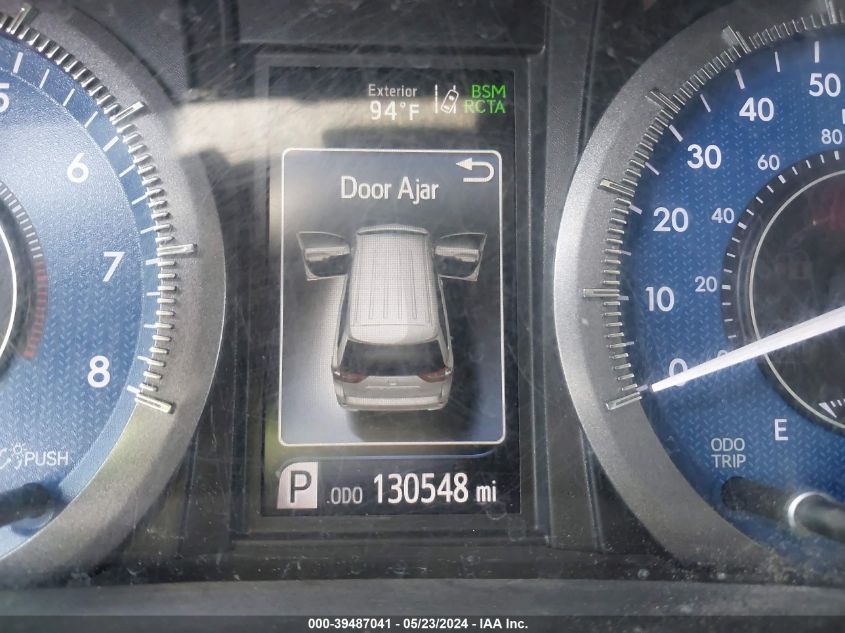 Exterior
94°F
BSM
RCTA
Door Ajar
P
ODO 130548 mi
5
6
7
8
PUSH
50
40
30
20
10
0
80
60
40
20
0
E
ODO
TRIP
000-39487041 - 05/23/2024 - IAA Inc.